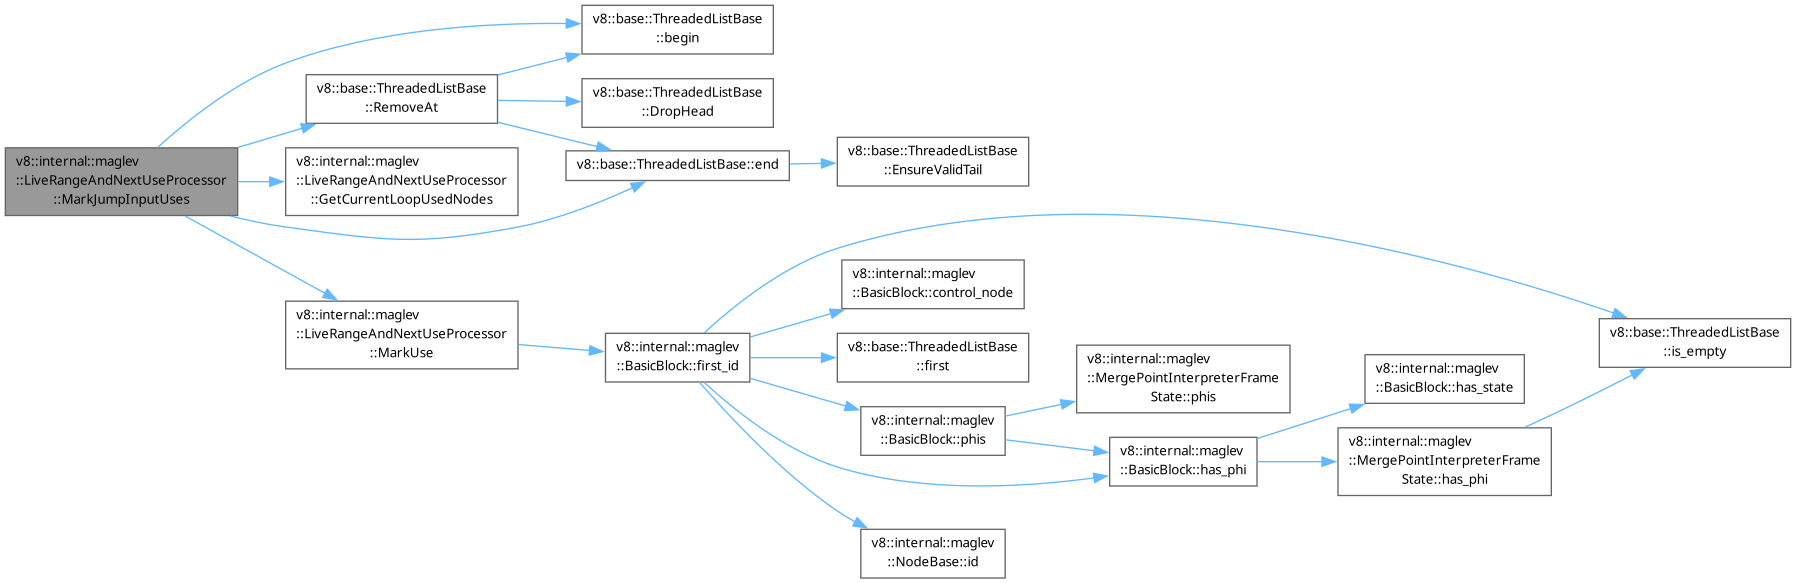 v8::internal::maglev
::LiveRangeAndNextUseProcessor
::MarkJumpInputUses
v8::base::ThreadedListBase
::begin
v8::base::ThreadedListBase
::RemoveAt
v8::base::ThreadedListBase
::DropHead
v8::base::ThreadedListBase::end
v8::base::ThreadedListBase
::EnsureValidTail
v8::internal::maglev
::LiveRangeAndNextUseProcessor
::GetCurrentLoopUsedNodes
v8::internal::maglev
::LiveRangeAndNextUseProcessor
::MarkUse
v8::internal::maglev
::BasicBlock::first_id
v8::internal::maglev
::BasicBlock::control_node
v8::base::ThreadedListBase
::first
v8::internal::maglev
::BasicBlock::phis
v8::internal::maglev
::MergePointInterpreterFrame
State::phis
v8::internal::maglev
::BasicBlock::has_phi
v8::internal::maglev
::BasicBlock::has_state
v8::internal::maglev
::MergePointInterpreterFrame
State::has_phi
v8::base::ThreadedListBase
::is_empty
v8::internal::maglev
::NodeBase::id